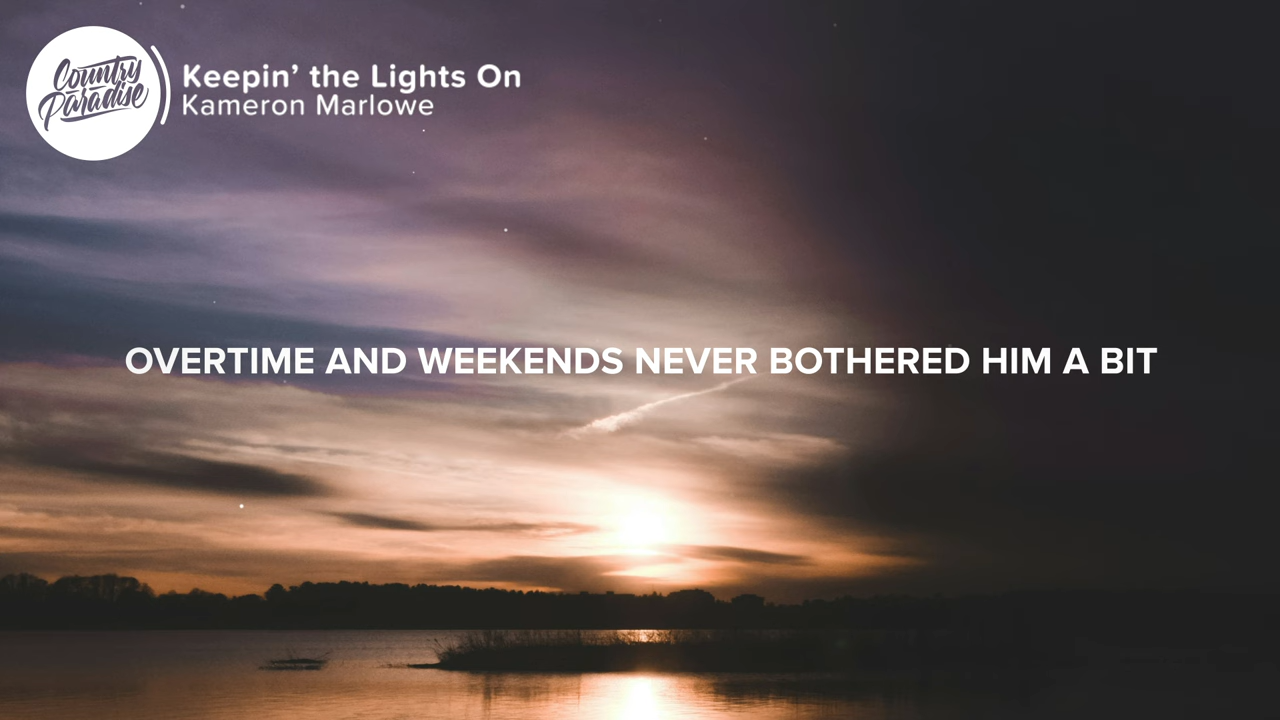 Country
Paradise
Keepin’ the Lights On
Kameron Marlowe
OVERTIME AND WEEKENDS NEVER BOTHERED HIM A BIT